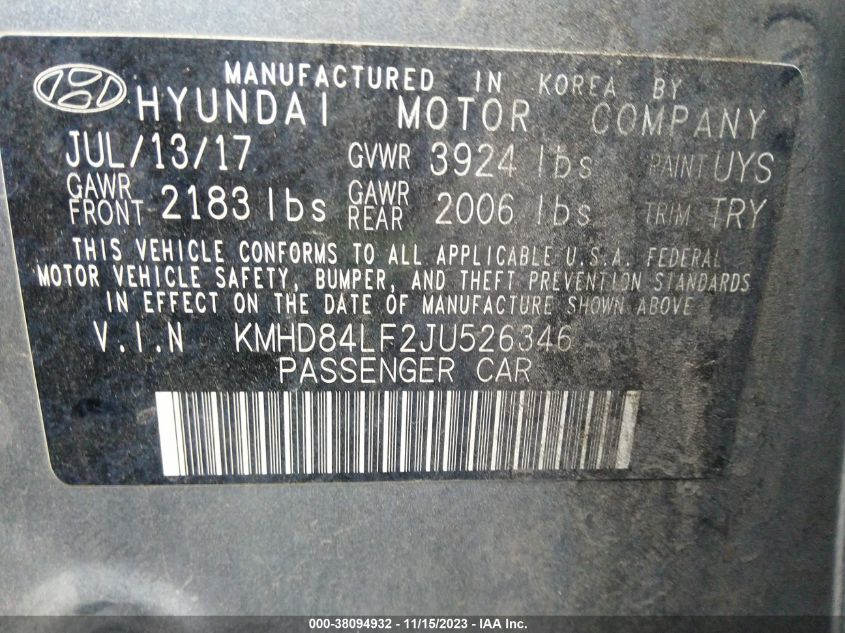 MANUFACTURED IN KOREA BY
HYUNDAI MOTOR COMPANY
JUL/13/17 GVWR 3924 lbs PAINT UYS
GAWR FRONT 2183 lbs GAWR REAR 2006 lbs TRIM TRY
THIS VEHICLE CONFORMS TO ALL APPLICABLE U.S.A. FEDERAL
MOTOR VEHICLE SAFETY, BUMPER, AND THEFT PREVENTION STANDARDS
IN EFFECT ON THE DATE OF MANUFACTURE SHOWN ABOVE
V.I.N KMHD84LF2JU526346
PASSENGER CAR
000-38094932 - 11/15/2023 - IAA Inc.